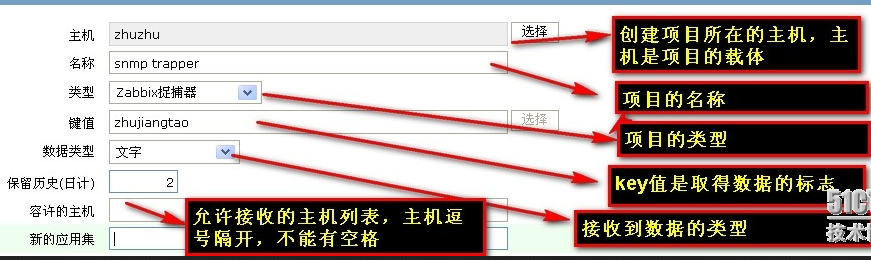 主机 zhuzhu 选择
名称 snmp trapper
类型 Zabbix捉捕器
键值 zhujiangtao 选择
数据类型 文字
保留历史(日计) 2
容许的主机
新的应用集
创建项目所在的主机，主
机是项目的载体
项目的名称
项目的类型
key值是取得数据的标志
接收到数据的类型
允许接收的主机列表，主机逗
号隔开，不能有空格
51C
技术